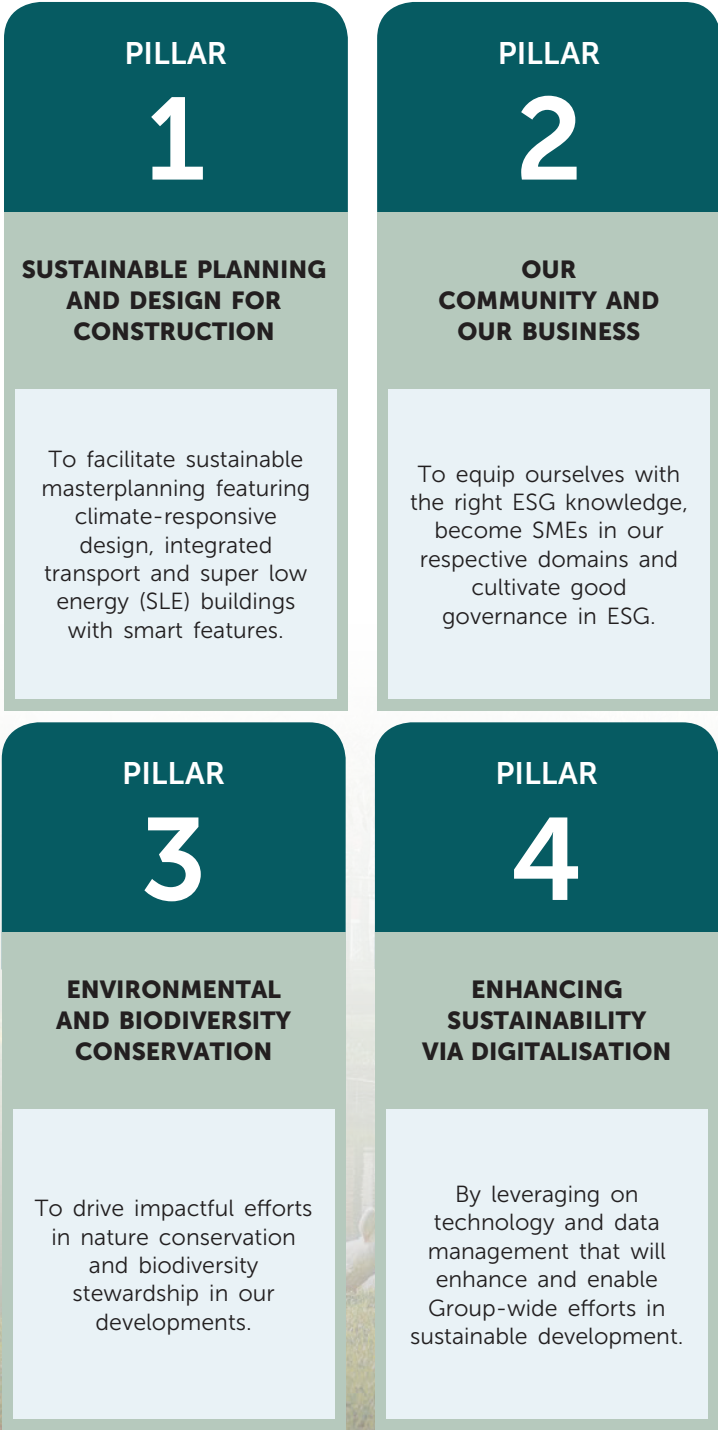 PILLAR
1
SUSTAINABLE PLANNING
AND DESIGN FOR
CONSTRUCTION
To facilitate sustainable
masterplanning featuring
climate-responsive
design, integrated
transport and super low
energy (SLE) buildings
with smart features.
PILLAR
2
OUR
COMMUNITY AND
OUR BUSINESS
To equip ourselves with
the right ESG knowledge,
become SMEs in our
respective domains and
cultivate good
governance in ESG.
PILLAR
3
ENVIRONMENTAL
AND BIODIVERSITY
CONSERVATION
To drive impactful efforts
in nature conservation
and biodiversity
stewardship in our
developments.
PILLAR
4
ENHANCING
SUSTAINABILITY
VIA DIGITALISATION
By leveraging on
technology and data
management that will
enhance and enable
Group-wide efforts in
sustainable development.